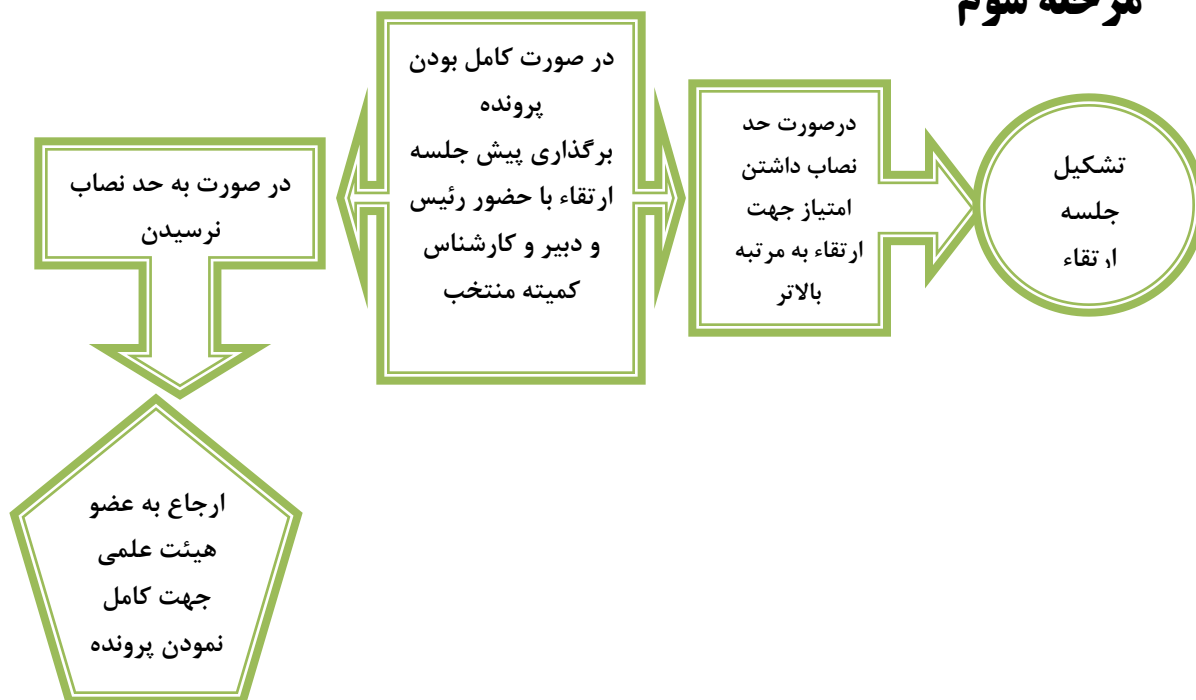 مرحله سوم
در صورت کامل بودن
پرونده
برگذاری پیش جلسه
ارتقاء با حضور رئیس
و دبیر و کارشناس
کمیته منتخب
درصورت حد
نصاب داشتن
امتیاز جهت
ارتقاء به مرتبه
بالاتر
تشکیل
جلسه
ارتقاء
در صورت به حد نصاب
نرسیدن
ارجاع به عضو
هیئت علمی
جهت کامل
نمودن پرونده